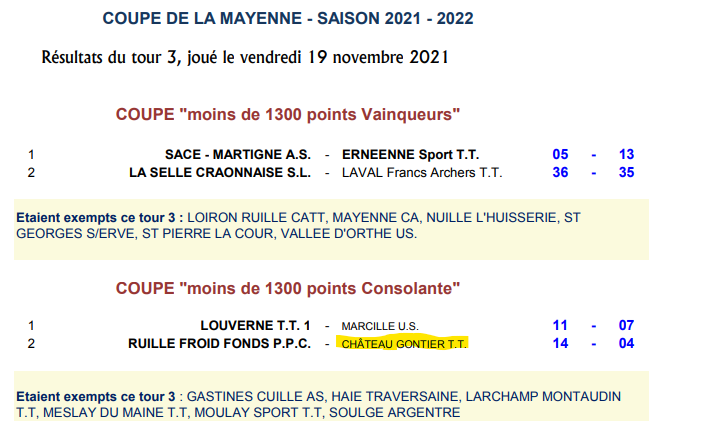 COUPE DE LA MAYENNE - SAISON 2021 - 2022
Résultats du tour 3, joué le vendredi 19 novembre 2021
COUPE "moins de 1300 points Vainqueurs"
1 SACE - MARTIGNE A.S. - ERNEENNE Sport T.T. 05 - 13
2 LA SELLE CRAONNAISE S.L. - LAVAL Francs Archers T.T. 36 - 35
Etaient exempts ce tour 3 : LOIRON RUILLE CATT, MAYENNE CA, NUILLE L'HUISSERIE, ST
GEORGES S/ERVE, ST PIERRE LA COUR, VALLEE D'ORTHE US.
COUPE "moins de 1300 points Consolante"
1 LOUVERNE T.T. 1 - MARCILLE U.S. 11 - 07
2 RUILLE FROID FONDS P.P.C. - CHÂTEAU GONTIER T.T. 14 - 04
Etaient exempts ce tour 3 : GASTINES CUILLE AS, HAIE TRAVERSAINE, LARCHAMP MONTAUDIN
T.T, MESLAY DU MAINE T.T, MOULAY SPORT T.T, SOULGE ARGENTRE